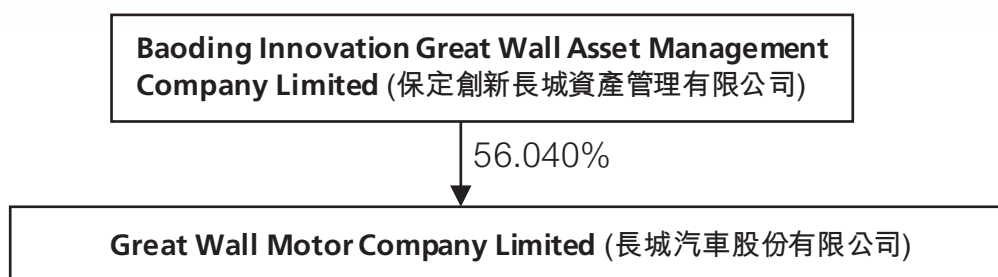 Baoding Innovation Great Wall Asset Management
Company Limited (保定創新長城資產管理有限公司)
56.040%
Great Wall Motor Company Limited (長城汽車股份有限公司)